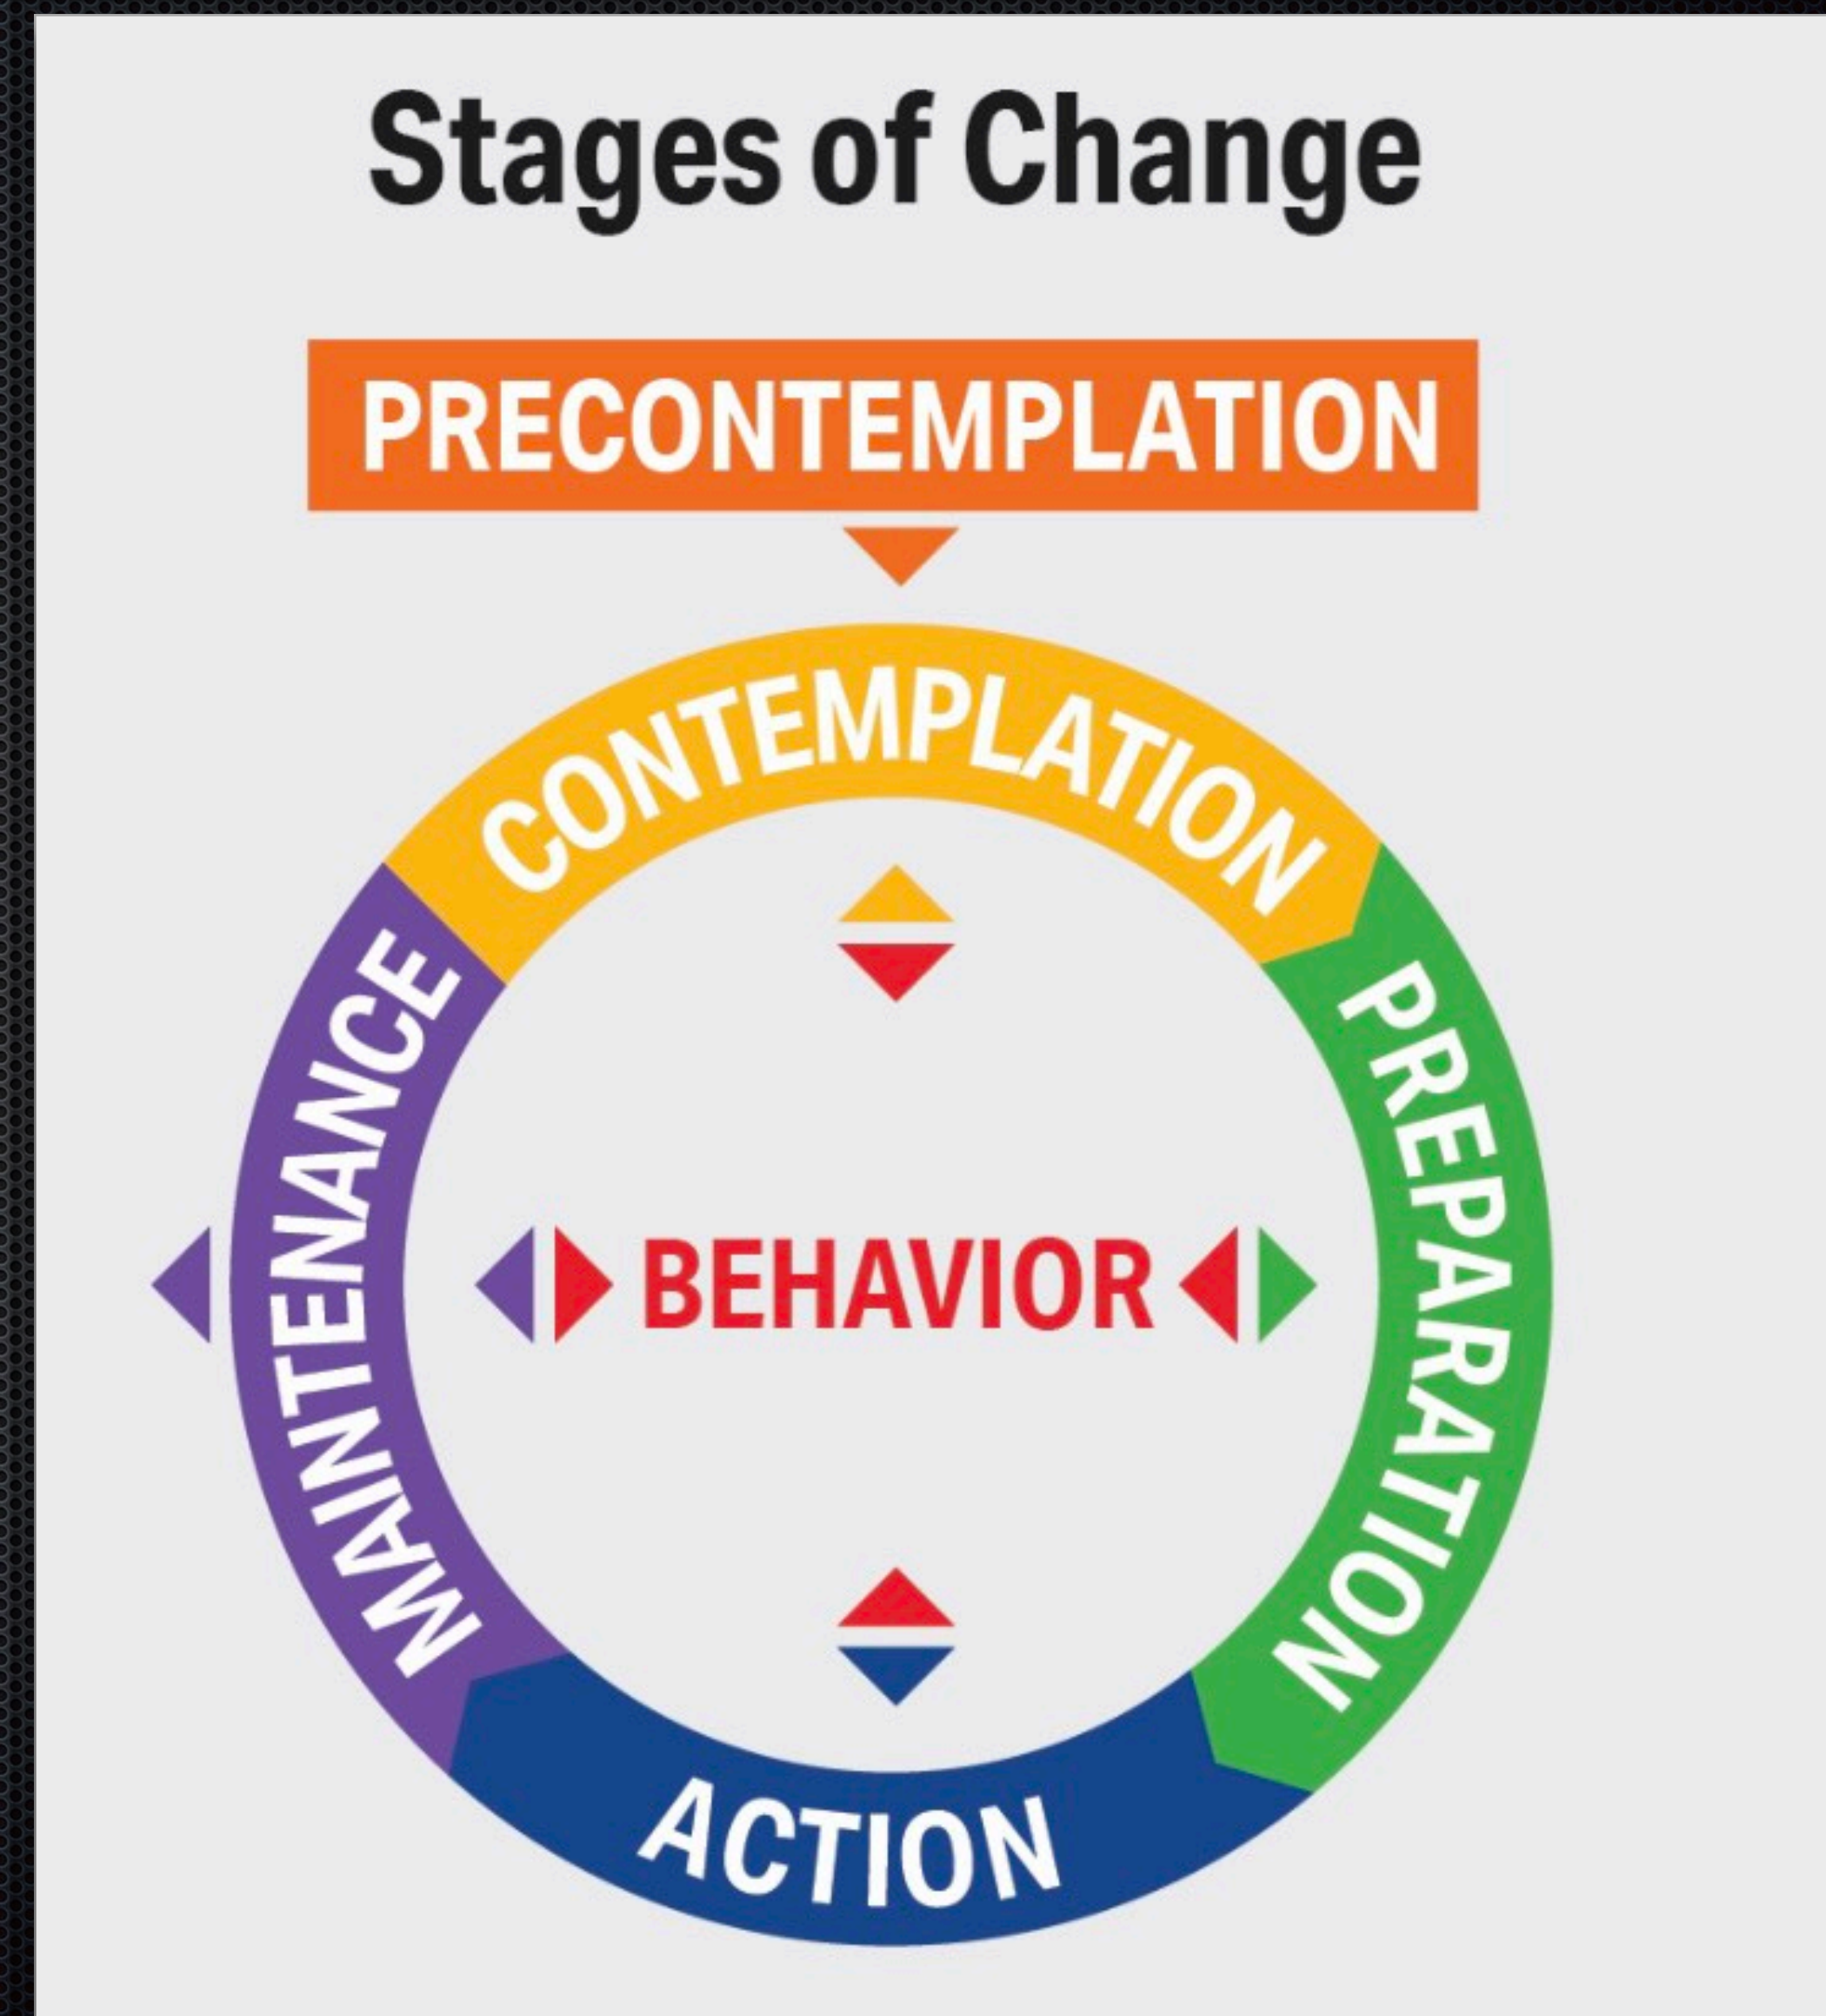 Stages of Change
PRECONTEMPLATION
CONTEMPLATION
PREPARATION
ACTION
MAINTENANCE
BEHAVIOR